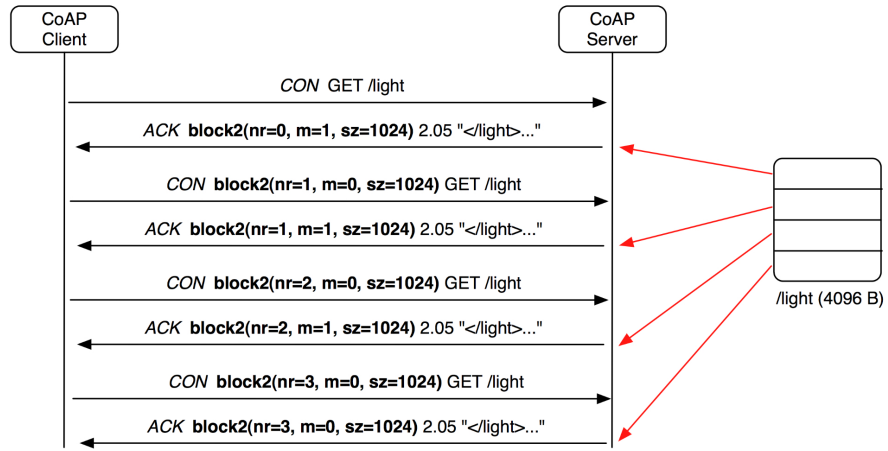 CoAP
Client
CoAP
Server
CON GET /light
ACK block2(nr=0, m=1, sz=1024) 2.05 "</light>..."
CON block2(nr=1, m=0, sz=1024) GET /light
ACK block2(nr=1, m=1, sz=1024) 2.05 "</light>..."
CON block2(nr=2, m=0, sz=1024) GET /light
ACK block2(nr=2, m=1, sz=1024) 2.05 "</light>..."
CON block2(nr=3, m=0, sz=1024) GET /light
ACK block2(nr=3, m=0, sz=1024) 2.05 "</light>..."
/light (4096 B)